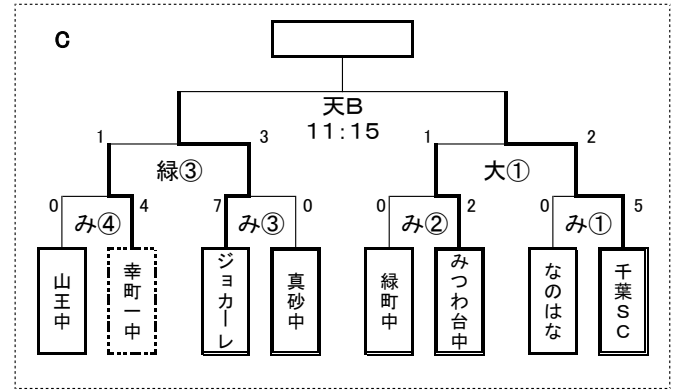 C
天B
11:15
1
3
1
2
緑③
大①
0
4
7
0
0
2
0
5
み④
み③
み②
み①
山王中
幸町一中
ジョカーレ
真砂中
緑町中
みつわ台中
なのはな
千葉SC